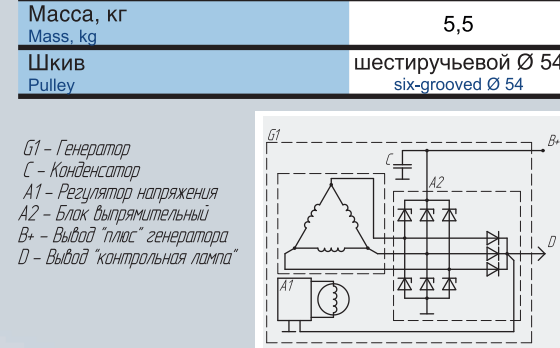 Масса, кг
Mass, kg
5,5
Шкив
Pulley
шестиручьевой Ø 54
six-grooved Ø 54
G1 – Генератор
C – Конденсатор
A1 – Регулятор напряжения
A2 – Блок выпрямительный
B+ – Вывод "плюс" генератора
D – Вывод "контрольная лампа"
G1
B+
C
A2
D
A1